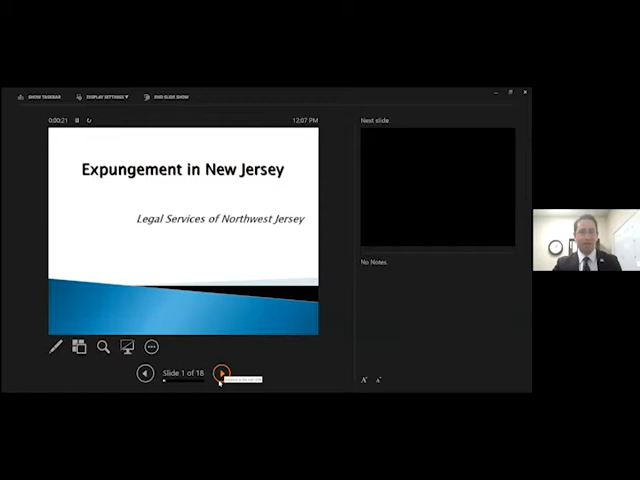 SHOW TASKBAR DISPLAY SETTINGS ▼ END SLIDE SHOW
0:00:21 12:07 PM
Next slide
Expungement in New Jersey
Legal Services of Northwest Jersey
No Notes.
Slide 1 of 18
A A